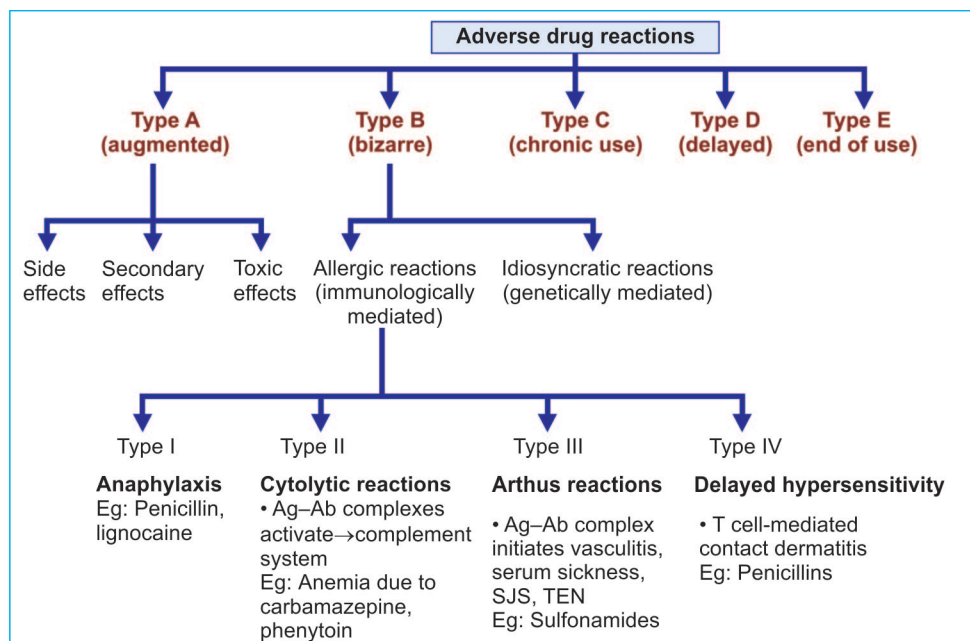 Adverse drug reactions
Type A
(augmented)
Type B
(bizarre)
Type C
(chronic use)
Type D
(delayed)
Type E
(end of use)
Side
effects
Secondary
effects
Toxic
effects
Allergic reactions
(immunologically
mediated)
Idiosyncratic reactions
(genetically mediated)
Type I
Anaphylaxis
Eg: Penicillin,
lignocaine
Type II
Cytolytic reactions
• Ag–Ab complexes
activate→complement
system
Eg: Anemia due to
carbamazepine,
phenytoin
Type III
Arthus reactions
• Ag–Ab complex
initiates vasculitis,
serum sickness,
SJS, TEN
Eg: Sulfonamides
Type IV
Delayed hypersensitivity
• T cell-mediated
contact dermatitis
Eg: Penicillins